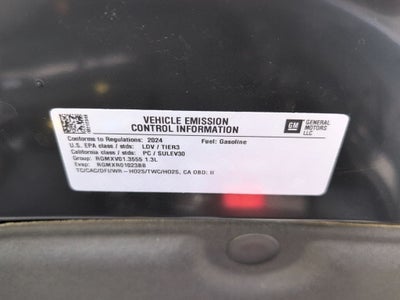 VEHICLE EMISSION
CONTROL INFORMATION
GM GENERAL MOTORS LLC
Conforms to Regulations: 2024 Fuel: Gasoline
U.S. EPA class / stds: LDV / TIER3
California class / stds: PC / SULEV30
Group: RGMXV01.3555 1.3L
Evap: RGMXR0102388
TC/CAC/DFI/WR-HO2S/TWC/HO2S, CA OBD: II